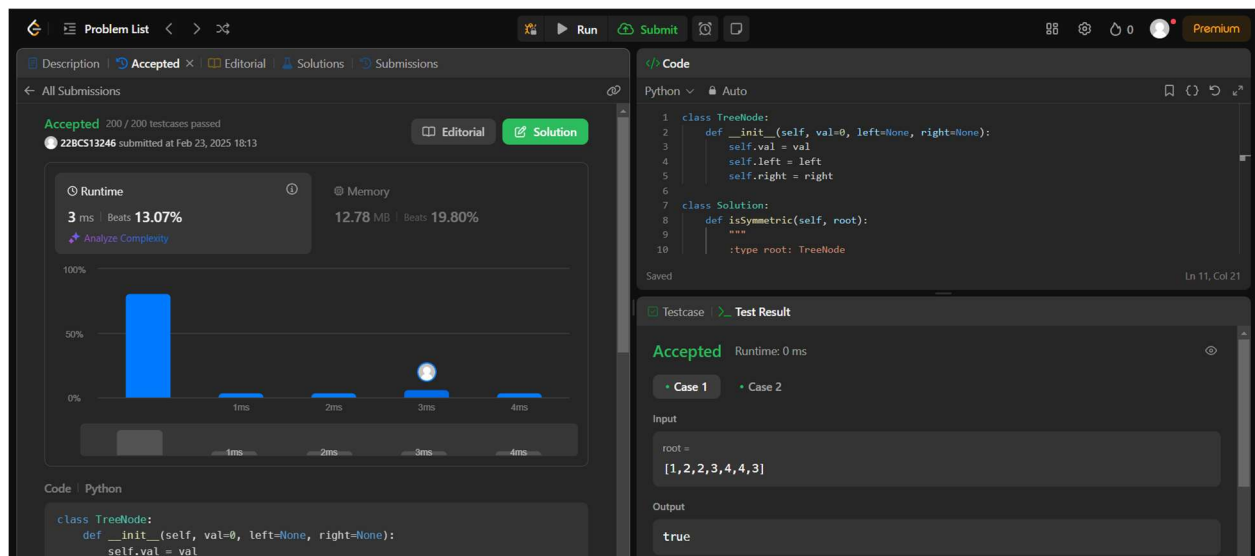 Problem List
Run
Submit
0
Premium
Description
Accepted
Editorial
Solutions
Submissions
All Submissions
Accepted 200 / 200 testcases passed
22BCS13246 submitted at Feb 23, 2025 18:13
Editorial
Solution
Runtime
3 ms | Beats 13.07%
Analyze Complexity
Memory
12.78 MB | Beats 19.80%
100%
50%
0%
1ms 2ms 3ms 4ms
1ms 2ms 3ms 4ms
Code | Python
class TreeNode:
def __init__(self, val=0, left=None, right=None):
self.val = val
</> Code
Python
Auto
1 class TreeNode:
2 def __init__(self, val=0, left=None, right=None):
3 self.val = val
4 self.left = left
5 self.right = right
6
7 class Solution:
8 def isSymmetric(self, root):
9 """
10 :type root: TreeNode
Saved
Ln 11, Col 21
Testcase
Test Result
Accepted Runtime: 0 ms
Case 1
Case 2
Input
root =
[1,2,2,3,4,4,3]
Output
true